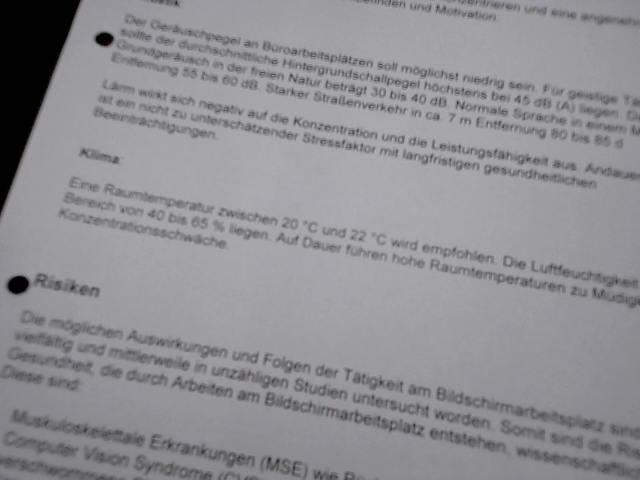 finden und Motivation.
Der Geräuschpegel an Büroarbeitsplätzen soll möglichst niedrig sein. Für geistige
sollte der durchschnittliche Hintergrundschallpegel höchstens bei 45 dB (A) liegen.
Grundgeräusch in der freien Natur beträgt 30 bis 40 dB. Normale Sprache in einem
Entfernung 55 bis 60 dB. Starker Straßenverkehr in ca. 7 m Entfernung 80 bis 85 d
Lärm wirkt sich negativ auf die Konzentration und die Leistungsfähigkeit aus. Andauer
ist ein nicht zu unterschätzender Stressfaktor mit langfristigen gesundheitlichen
Beeinträchtigungen.
Klima:
Eine Raumtemperatur zwischen 20 °C und 22 °C wird empfohlen. Die Luftfeuchtigkeit
Bereich von 40 bis 65 % liegen. Auf Dauer führen hohe Raumtemperaturen zu Müdig
Konzentrationsschwäche.
Risiken
Die möglichen Auswirkungen und Folgen der Tätigkeit am Bildschirmarbeitsplatz sind
vielfältig und mittlerweile in unzähligen Studien untersucht worden. Somit sind die Ris
Gesundheit, die durch Arbeiten am Bildschirmarbeitsplatz entstehen, wissenschaftlich
Diese sind:
Muskuloskelettale Erkrankungen (MSE) wie
Computer Vision Syndrome